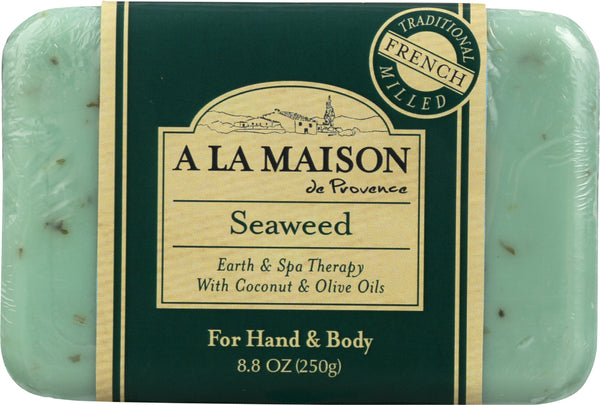 TRADITIONAL
FRENCH
MILLED
A LA MAISON
de Provence
Seaweed
Earth & Spa Therapy
With Coconut & Olive Oils
For Hand & Body
8.8 OZ (250g)